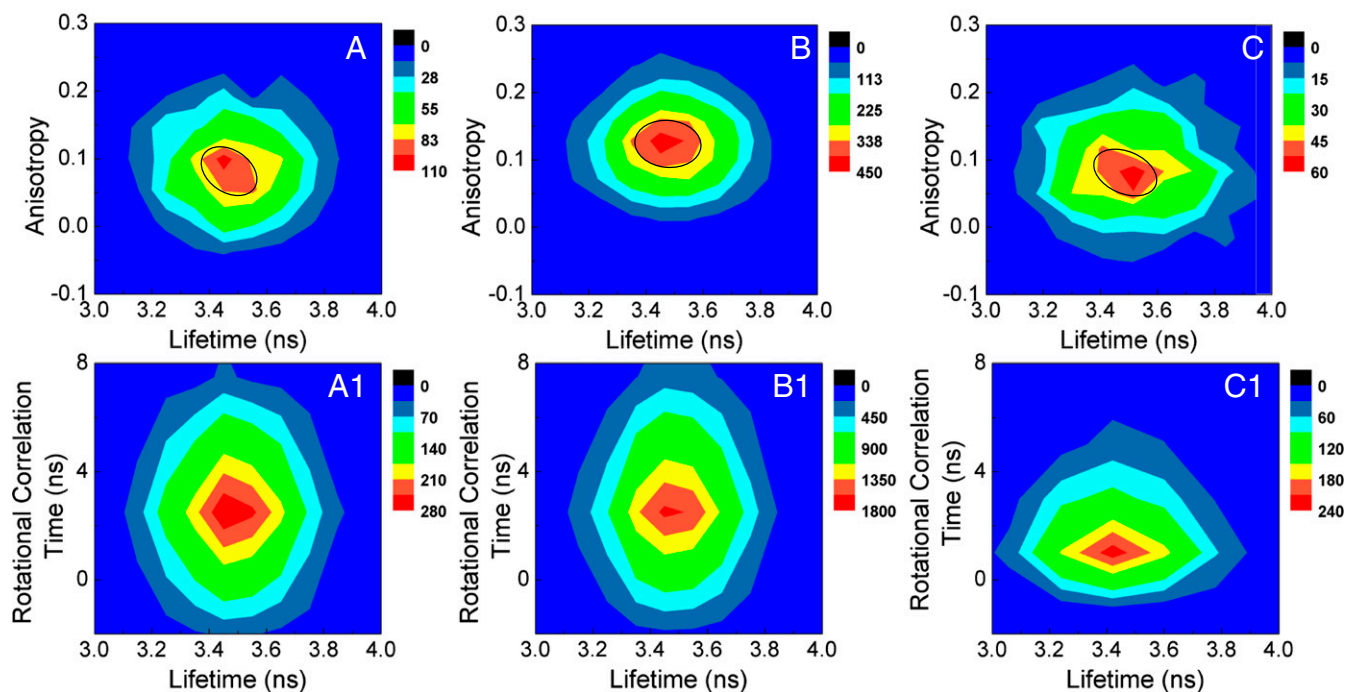 A
0.3
0.2
0.1
0.0
-0.1
Anisotropy
3.0 3.2 3.4 3.6 3.8 4.0
Lifetime (ns)
0
28
55
83
110
B
0.3
0.2
0.1
0.0
-0.1
Anisotropy
3.0 3.2 3.4 3.6 3.8 4.0
Lifetime (ns)
0
113
225
338
450
C
0.3
0.2
0.1
0.0
-0.1
Anisotropy
3.0 3.2 3.4 3.6 3.8 4.0
Lifetime (ns)
0
15
30
45
60
A1
8
4
0
Rotational Correlation
Time (ns)
3.0 3.2 3.4 3.6 3.8 4.0
Lifetime (ns)
0
70
140
210
280
B1
8
4
0
Rotational Correlation
Time (ns)
3.0 3.2 3.4 3.6 3.8 4.0
Lifetime (ns)
0
450
900
1350
1800
C1
8
4
0
Rotational Correlation
Time (ns)
3.0 3.2 3.4 3.6 3.8 4.0
Lifetime (ns)
0
60
120
180
240